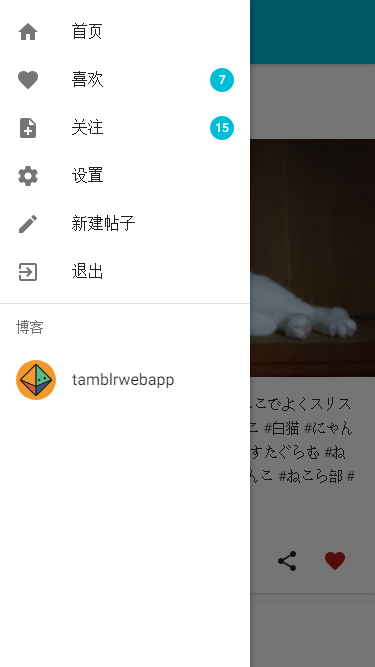 首页
喜欢
7
关注
15
设置
新建帖子
退出
博客
tamblrwebapp
こでよくスリス
こ #白猫 #にゃん
すたぐらむ #ね
んこ #ねこら部 #